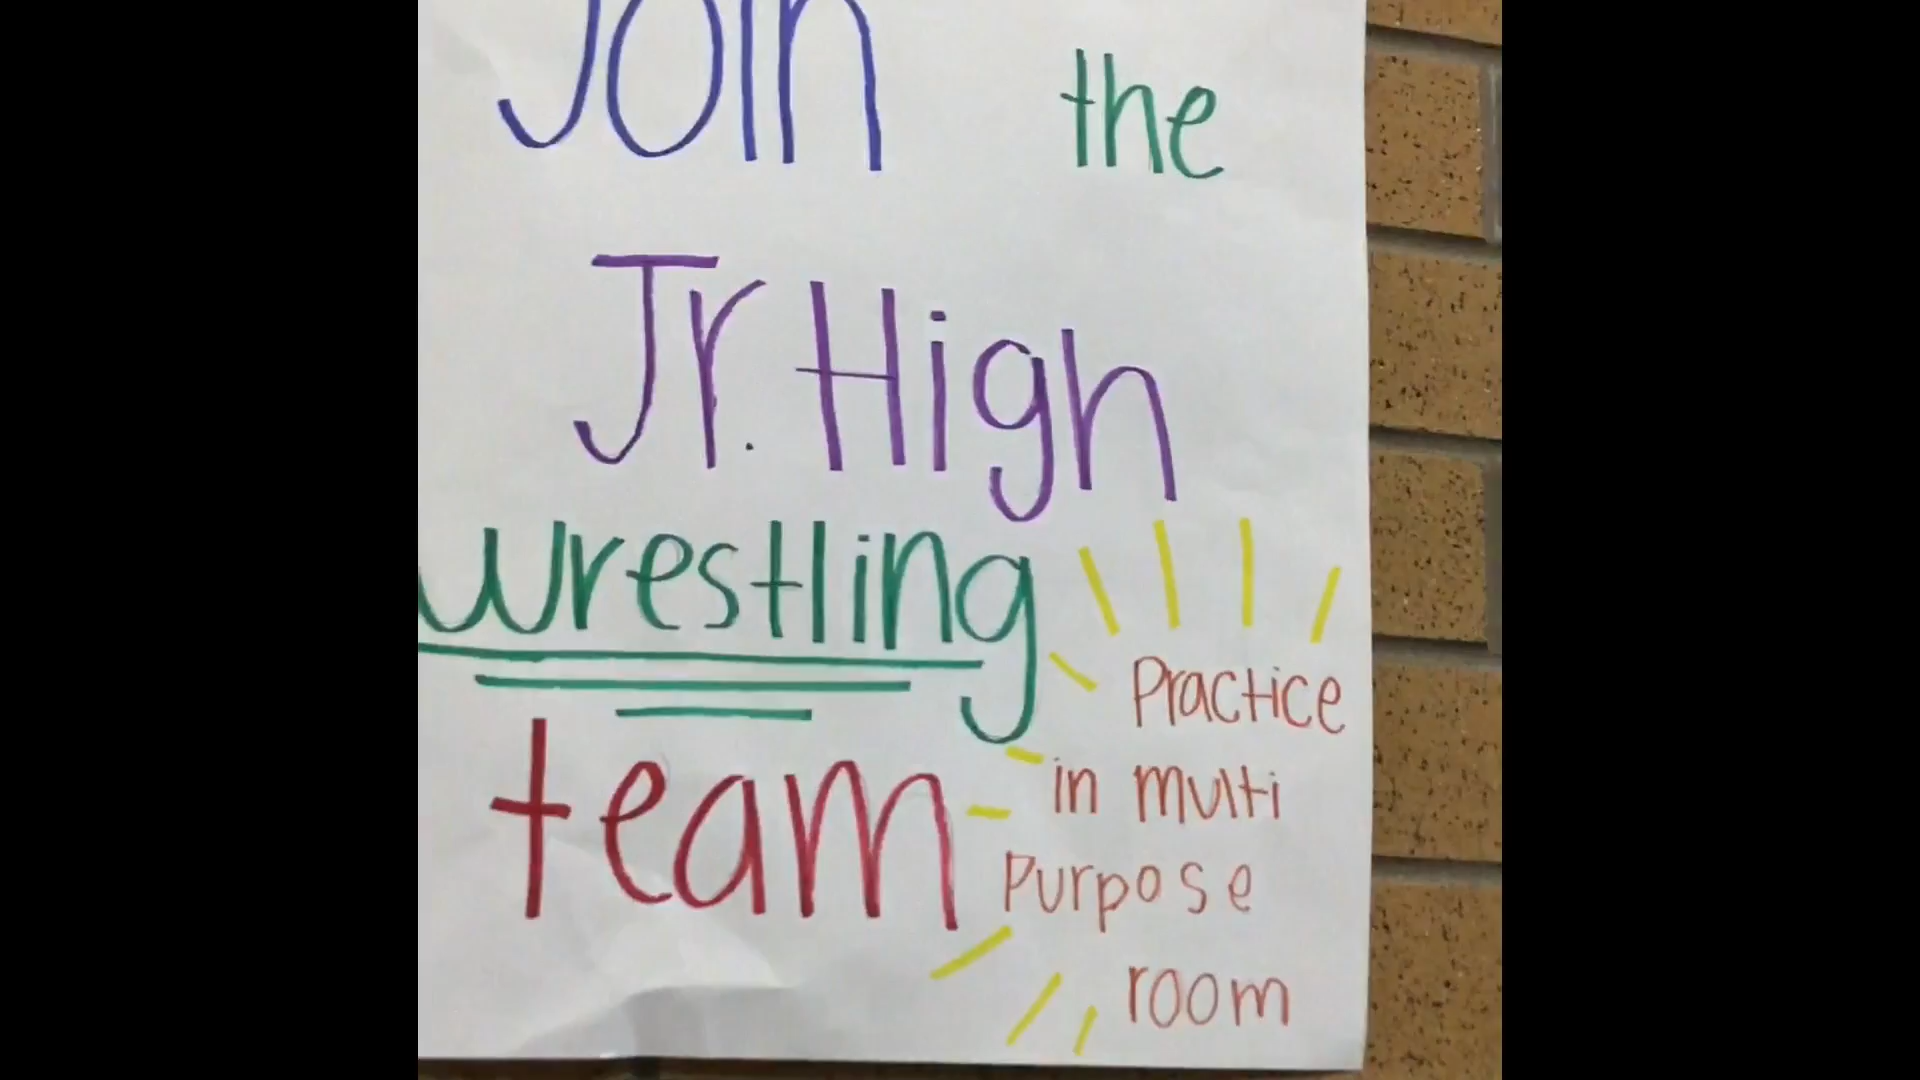 Join the
Jr. High
wrestling
team
Practice
in multi
Purpose
room